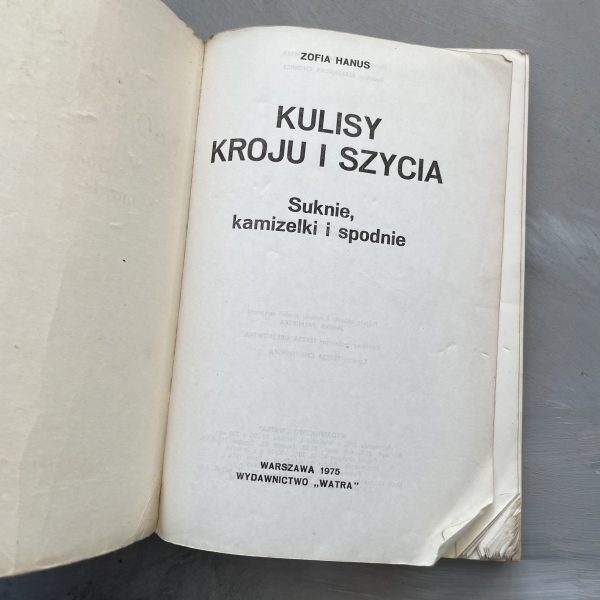 ZOFIA HANUS
KULISY
KROJU I SZYCIA
Suknie,
kamizelki i spodnie
WARSZAWA 1975
WYDAWNICTWO „WATRA"